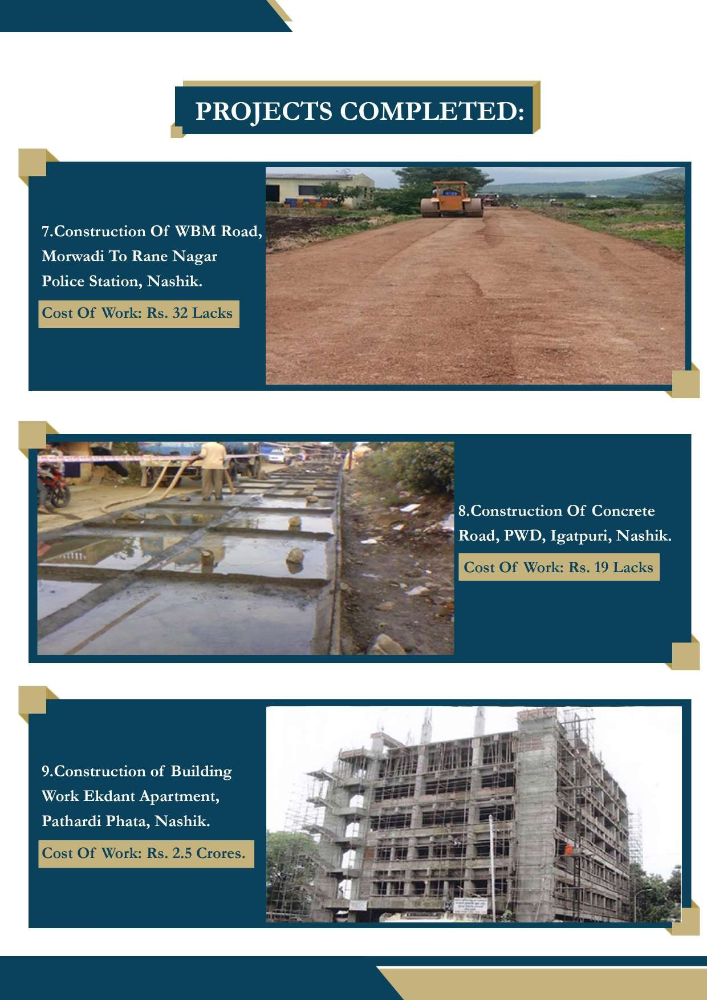 PROJECTS COMPLETED:
7.Construction Of WBM Road,
Morwadi To Rane Nagar
Police Station, Nashik.
Cost Of Work: Rs. 32 Lacks
8.Construction Of Concrete
Road, PWD, Igatpuri, Nashik.
Cost Of Work: Rs. 19 Lacks
9.Construction of Building
Work Ekdant Apartment,
Pathardi Phata, Nashik.
Cost Of Work: Rs. 2.5 Crores.